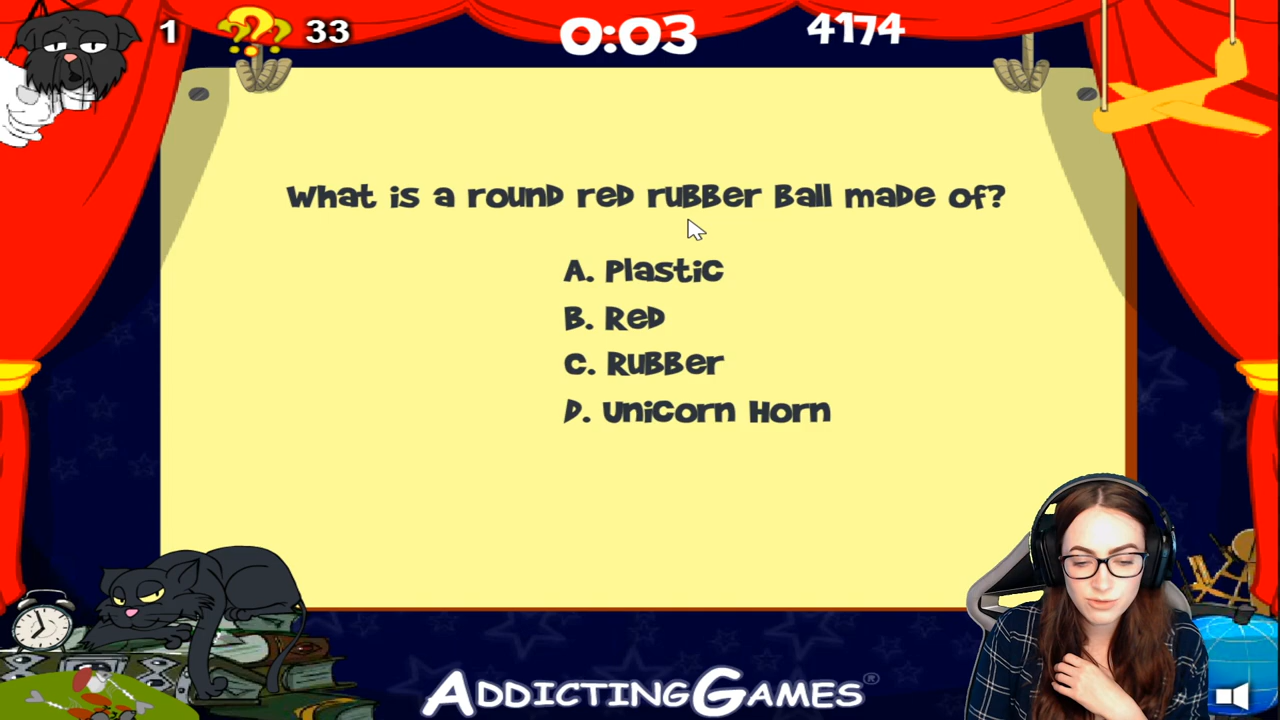 1 33 0:03 4174
What is a round red rubber ball made of?
A. Plastic
B. Red
C. Rubber
D. Unicorn Horn
ADDICTINGGAMES®